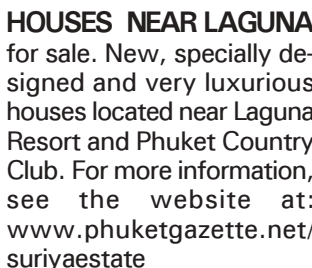 HOUSES NEAR LAGUNA
for sale. New, specially de-
signed and very luxurious
houses located near Laguna
Resort and Phuket Country
Club. For more information,
see the website at:
www.phuketgazette.net/
suriyaestate